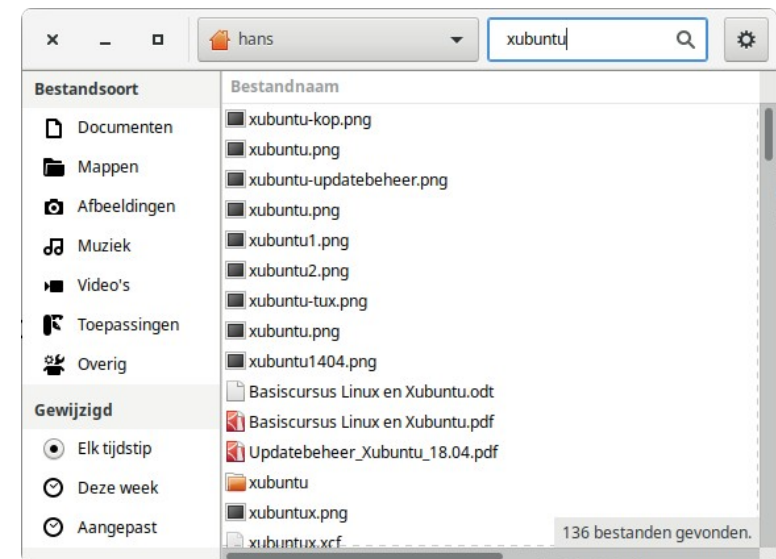 hans
xubuntu
Bestandsoort
Documenten
Mappen
Afbeeldingen
Muziek
Video's
Toepassingen
Overig
Gewijzigd
Elk tijdstip
Deze week
Aangepast
Bestandnaam
xubuntu-kop.png
xubuntu.png
xubuntu-updatebeheer.png
xubuntu.png
xubuntu1.png
xubuntu2.png
xubuntu-tux.png
xubuntu.png
xubuntu1404.png
Basiscursus Linux en Xubuntu.odt
Basiscursus Linux en Xubuntu.pdf
Updatebeheer_Xubuntu_18.04.pdf
xubuntu
xubuntux.png
xubuntux.xcf
136 bestanden gevonden.